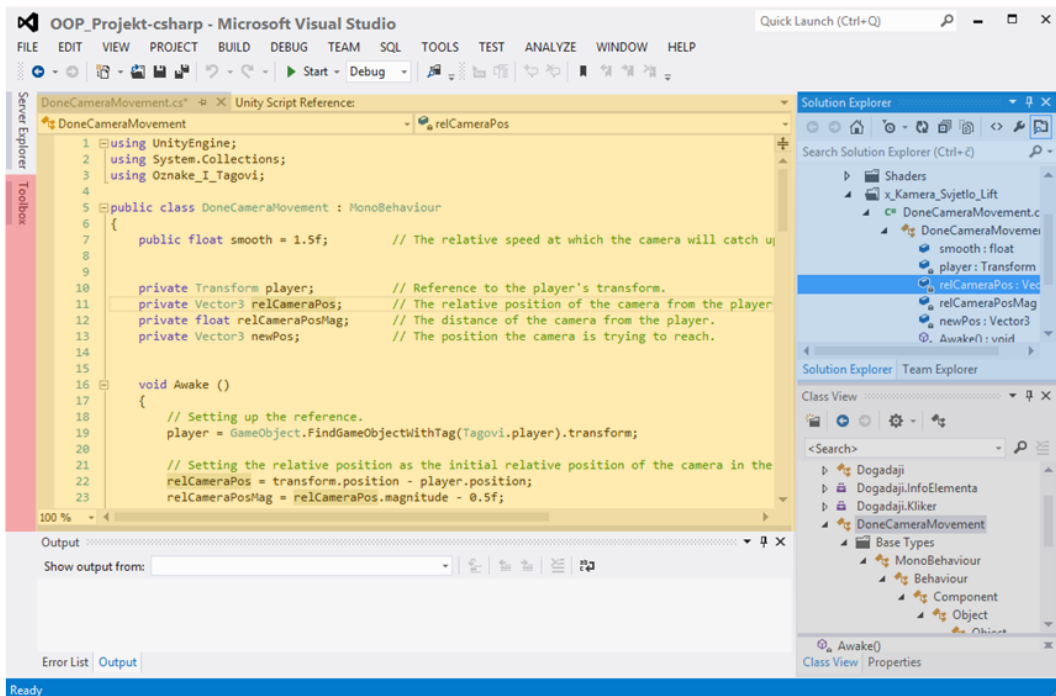 OOP_Projekt-csharp - Microsoft Visual Studio
Quick Launch (Ctrl+Q)
FILE EDIT VIEW PROJECT BUILD DEBUG TEAM SQL TOOLS TEST ANALYZE WINDOW HELP
Start Debug
Server Explorer
Toolbox
DoneCameraMovement.cs* Unity Script Reference:
DoneCameraMovement relCameraPos
1 using UnityEngine;
2 using System.Collections;
3 using Oznake_I_Tagovi;
4
5 public class DoneCameraMovement : MonoBehaviour
6 {
7 public float smooth = 1.5f; // The relative speed at which the camera will catch u
8
9
10 private Transform player; // Reference to the player's transform.
11 private Vector3 relCameraPos; // The relative position of the camera from the player
12 private float relCameraPosMag; // The distance of the camera from the player.
13 private Vector3 newPos; // The position the camera is trying to reach.
14
15
16 void Awake ()
17 {
18 // Setting up the reference.
19 player = GameObject.FindGameObjectWithTag(Tagovi.player).transform;
20
21 // Setting the relative position as the initial relative position of the camera in the
22 relCameraPos = transform.position - player.position;
23 relCameraPosMag = relCameraPos.magnitude - 0.5f;
100 %
Output
Show output from:
Error List Output
Ready
Solution Explorer
Search Solution Explorer (Ctrl+č)
Shaders
x_Kamera_Svjetlo_Lift
C# DoneCameraMovement.c
DoneCameraMovemen
smooth : float
player : Transform
relCameraPos : Vec
relCameraPosMag
newPos : Vector3
Awake() : void
Solution Explorer Team Explorer
Class View
<Search>
Dogadaji
Dogadaji.InfoElementa
Dogadaji.Kliker
DoneCameraMovement
Base Types
MonoBehaviour
Behaviour
Component
Object
Object
Awake()
Class View Properties